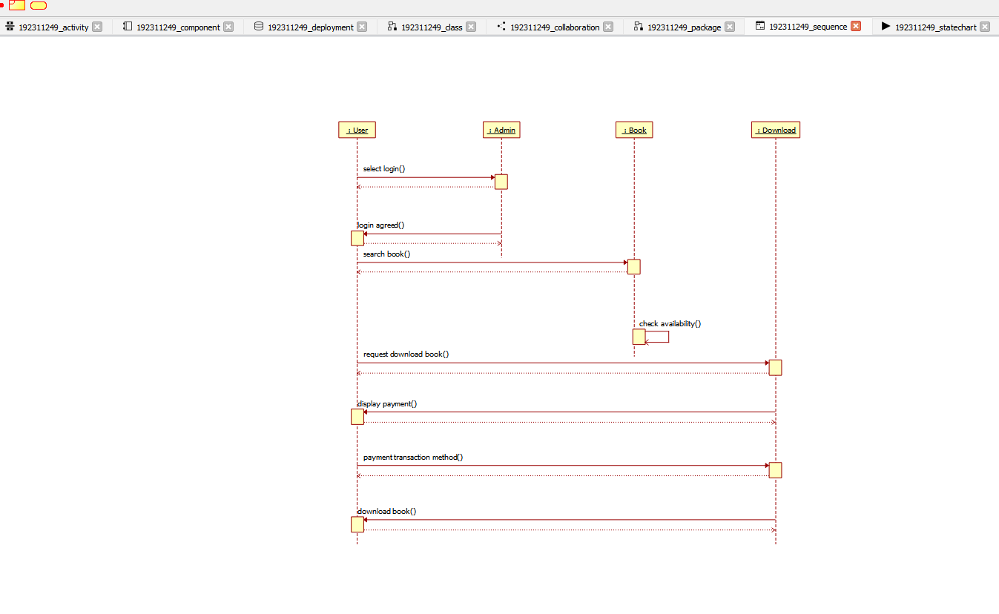 192311249_activity
192311249_component
192311249_deployment
192311249_class
192311249_collaboration
192311249_package
192311249_sequence
192311249_statechart
: User
: Admin
: Book
: Download
select login()
login agreed()
search book()
check availability()
request download book()
display payment()
payment transaction method()
download book()